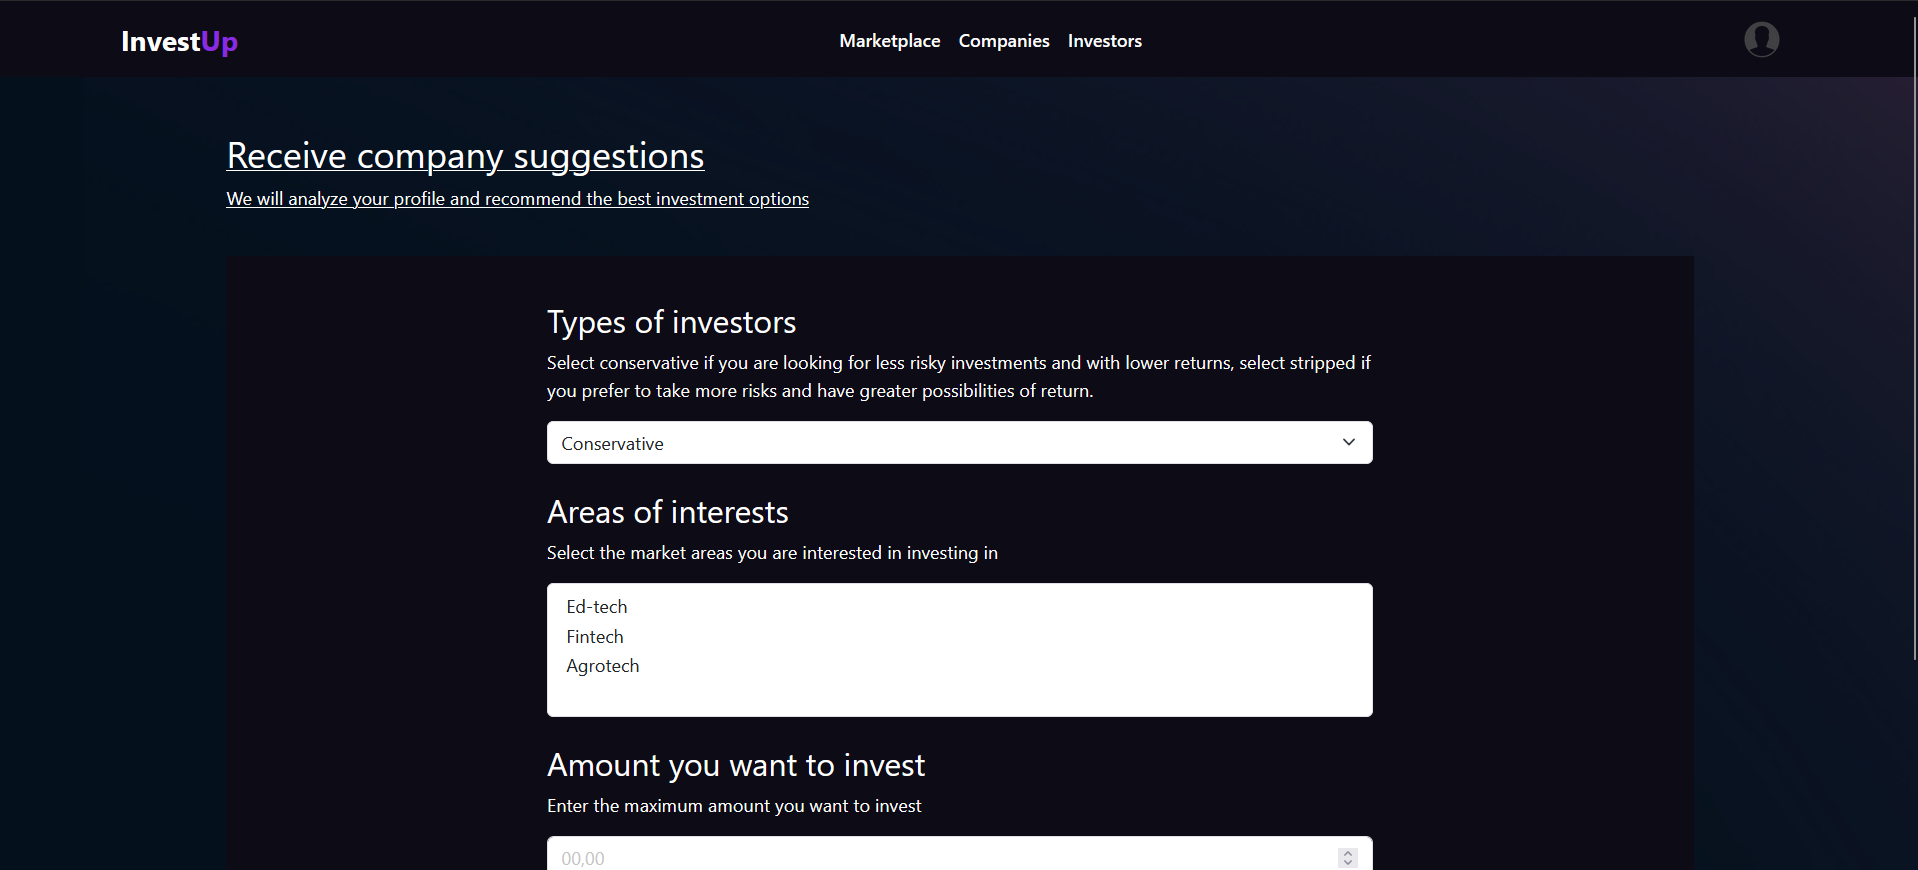 InvestUp
Marketplace Companies Investors
Receive company suggestions
We will analyze your profile and recommend the best investment options
Types of investors
Select conservative if you are looking for less risky investments and with lower returns, select stripped if
you prefer to take more risks and have greater possibilities of return.
Conservative
Areas of interests
Select the market areas you are interested in investing in
Ed-tech
Fintech
Agrotech
Amount you want to invest
Enter the maximum amount you want to invest
00,00